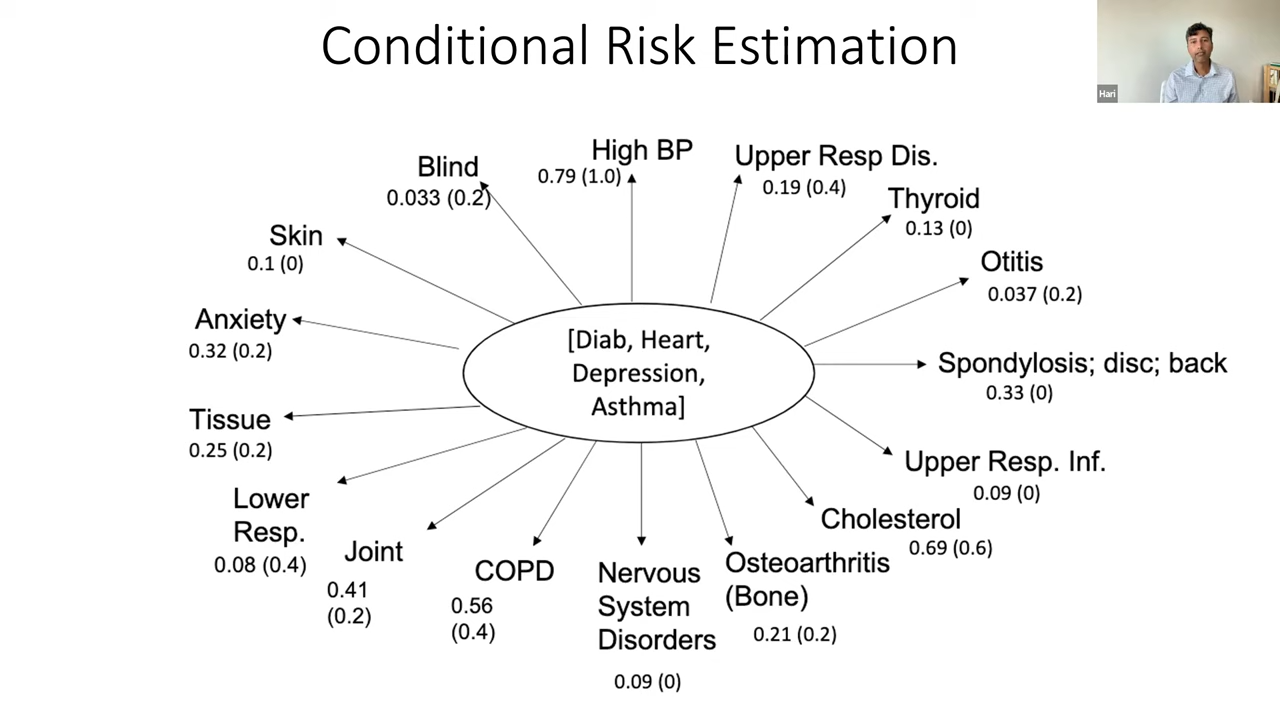 Conditional Risk Estimation
Hari
High BP
0.79 (1.0)
Upper Resp Dis.
0.19 (0.4)
Thyroid
0.13 (0)
Otitis
0.037 (0.2)
Spondylosis; disc; back
0.33 (0)
Upper Resp. Inf.
0.09 (0)
Cholesterol
0.69 (0.6)
Osteoarthritis
(Bone)
0.21 (0.2)
Nervous
System
Disorders
0.09 (0)
COPD
0.56
(0.4)
Joint
0.41
(0.2)
Lower
Resp.
0.08 (0.4)
Tissue
0.25 (0.2)
Anxiety
0.32 (0.2)
Skin
0.1 (0)
Blind
0.033 (0.2)
[Diab, Heart,
Depression,
Asthma]